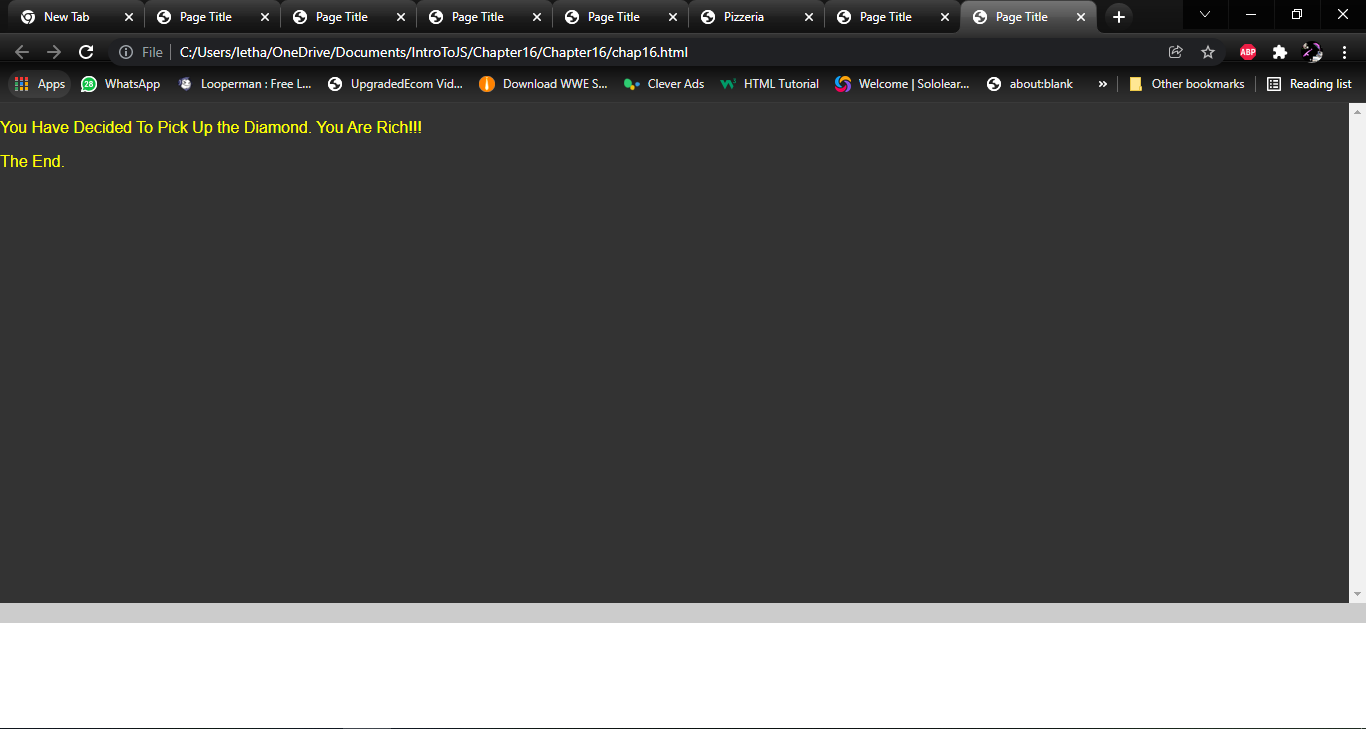 New Tab
Page Title
Page Title
Page Title
Page Title
Pizzeria
Page Title
Page Title
File
C:/Users/letha/OneDrive/Documents/IntroToJS/Chapter16/Chapter16/chap16.html
ABP
Apps
28
WhatsApp
Looperman : Free L...
UpgradedEcom Vid...
Download WWE S...
Clever Ads
HTML Tutorial
Welcome | Sololear...
about:blank
»
Other bookmarks
Reading list
You Have Decided To Pick Up the Diamond. You Are Rich!!!
The End.